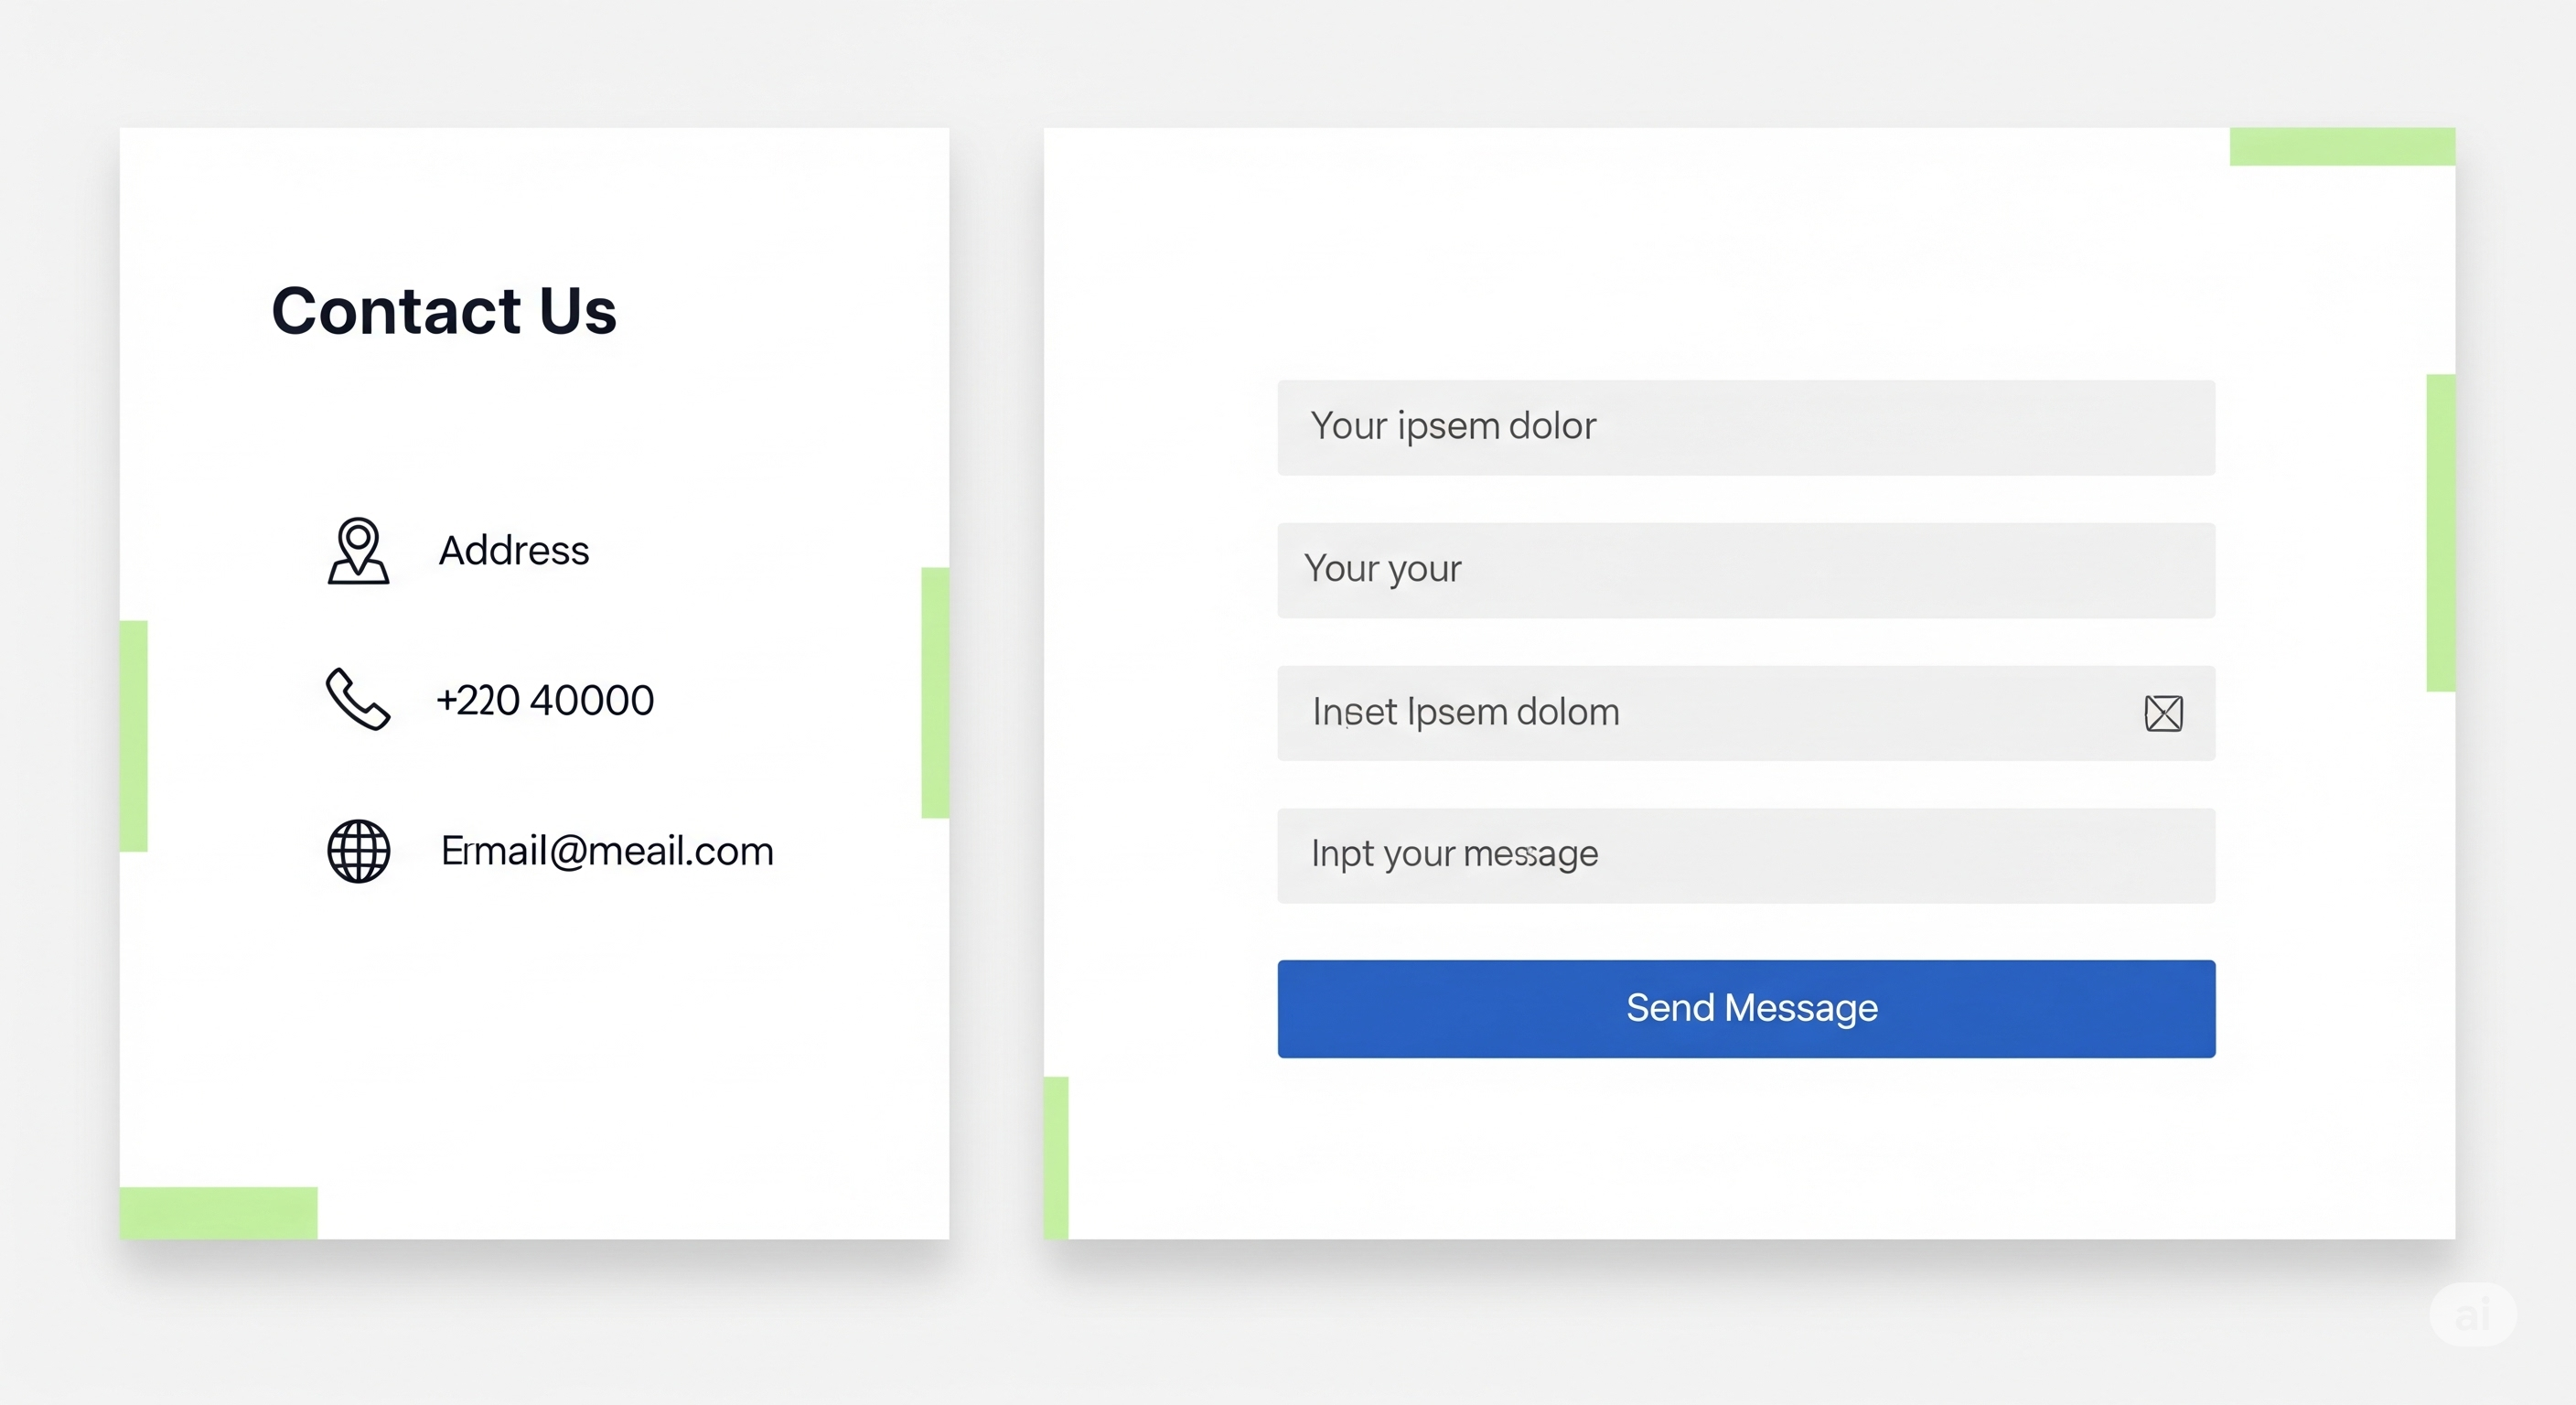 Contact Us
Address
+220 40000
Ermail@meail.com
Your ipsem dolor
Your your
Inset Ipsem dolom
Inpt your message
Send Message
ai